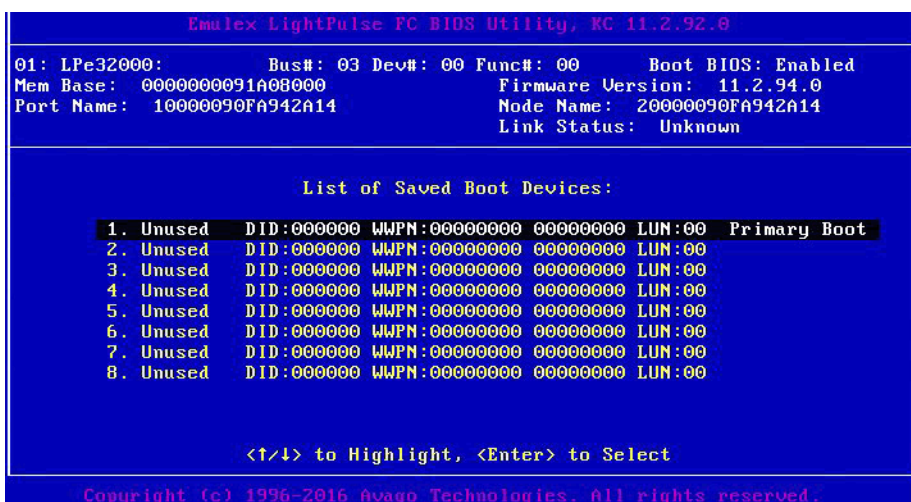 Emulex LightPulse FC BIOS Utility, KC 11.2.92.0
01: LPe32000: Bus#: 03 Dev#: 00 Func#: 00 Boot BIOS: Enabled
Mem Base: 0000000091A08000 Firmware Version: 11.2.94.0
Port Name: 10000090FA942A14 Node Name: 20000090FA942A14
Link Status: Unknown
List of Saved Boot Devices:
1. Unused DID:000000 WWPN:00000000 00000000 LUN:00 Primary Boot
2. Unused DID:000000 WWPN:00000000 00000000 LUN:00
3. Unused DID:000000 WWPN:00000000 00000000 LUN:00
4. Unused DID:000000 WWPN:00000000 00000000 LUN:00
5. Unused DID:000000 WWPN:00000000 00000000 LUN:00
6. Unused DID:000000 WWPN:00000000 00000000 LUN:00
7. Unused DID:000000 WWPN:00000000 00000000 LUN:00
8. Unused DID:000000 WWPN:00000000 00000000 LUN:00
<↑/↓> to Highlight, <Enter> to Select
Copyright (c) 1996-2016 Avago Technologies. All rights reserved.